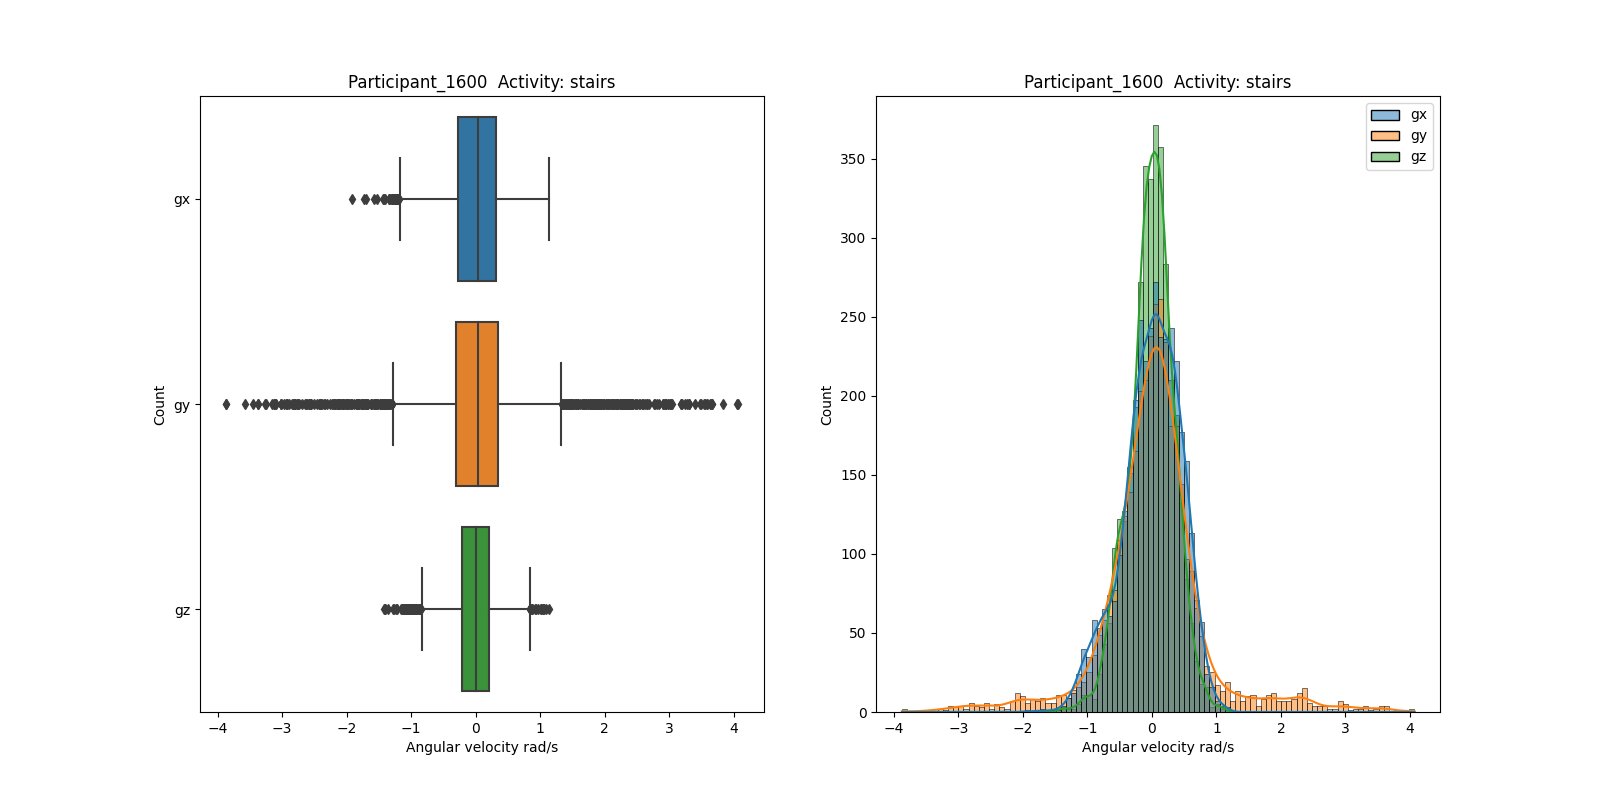 Participant_1600  Activity: stairs
gx
gy
gz
Count
−4 −3 −2 −1 0 1 2 3 4
Angular velocity rad/s
Participant_1600  Activity: stairs
gx
gy
gz
350
300
250
200
150
100
50
0
Count
−4 −3 −2 −1 0 1 2 3 4
Angular velocity rad/s